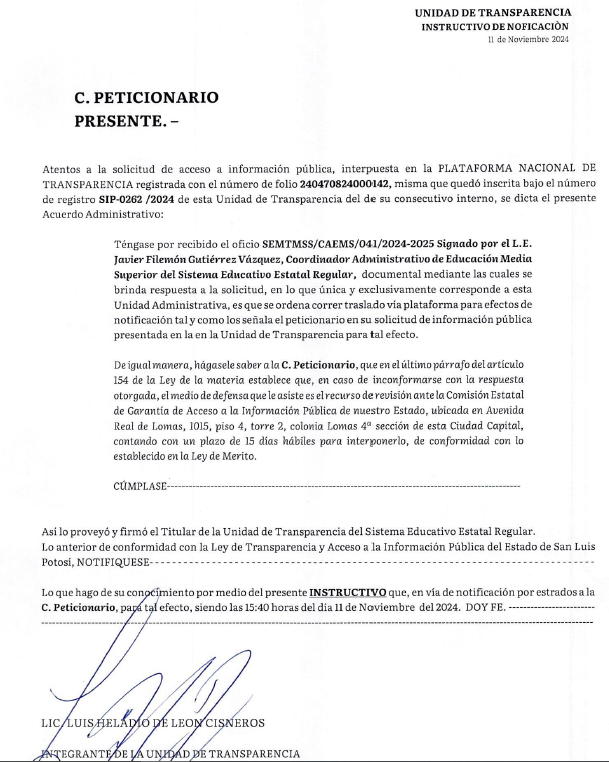 UNIDAD DE TRANSPARENCIA
INSTRUCTIVO DE NOFICACIÒN
11 de Noviembre 2024
C. PETICIONARIO
PRESENTE. –
Atentos a la solicitud de acceso a información pública, interpuesta en la PLATAFORMA NACIONAL DE
TRANSPARENCIA registrada con el número de folio 240470824000142, misma que quedó inscrita bajo el número
de registro SIP-0262 /2024 de esta Unidad de Transparencia del de su consecutivo interno, se dicta el presente
Acuerdo Administrativo:
Téngase por recibido el oficio SEMTMSS/CAEMS/041/2024-2025 Signado por el L.E.
Javier Filemón Gutiérrez Vázquez, Coordinador Administrativo de Educación Media
Superior del Sistema Educativo Estatal Regular, documental mediante las cuales se
brinda respuesta a la solicitud, en lo que única y exclusivamente corresponde a esta
Unidad Administrativa, es que se ordena correr traslado vía plataforma para efectos de
notificación tal y como los señala el peticionario en su solicitud de información pública
presentada en la en la Unidad de Transparencia para tal efecto.
De igual manera, hágasele saber a la C. Peticionario, que en el último párrafo del artículo
154 de la Ley de la materia establece que, en caso de inconformarse con la respuesta
otorgada, el medio de defensa que le asiste es el recurso de revisión ante la Comisión Estatal
de Garantía de Acceso a la Información Pública de nuestro Estado, ubicada en Avenida
Real de Lomas, 1015, piso 4, torre 2, colonia Lomas 4ª sección de esta Ciudad Capital,
contando con un plazo de 15 días hábiles para interponerlo, de conformidad con lo
establecido en la Ley de Merito.
CÚMPLASE------------------------------------------------------------
Así lo proveyó y firmó el Titular de la Unidad de Transparencia del Sistema Educativo Estatal Regular.
Lo anterior de conformidad con la Ley de Transparencia y Acceso a la Información Pública del Estado de San Luis
Potosí, NOTIFIQUESE------------------------------------------------------------
Lo que hago de su conocimiento por medio del presente INSTRUCTIVO que, en vía de notificación por estrados a la
C. Peticionario, para tal efecto, siendo las 15:40 horas del día 11 de Noviembre del 2024. DOY FE. --------------------
------------------------------------------------------------
LIC. LUIS HELADIO DE LEON CISNEROS
INTEGRANTE DE LA UNIDAD DE TRANSPARENCIA